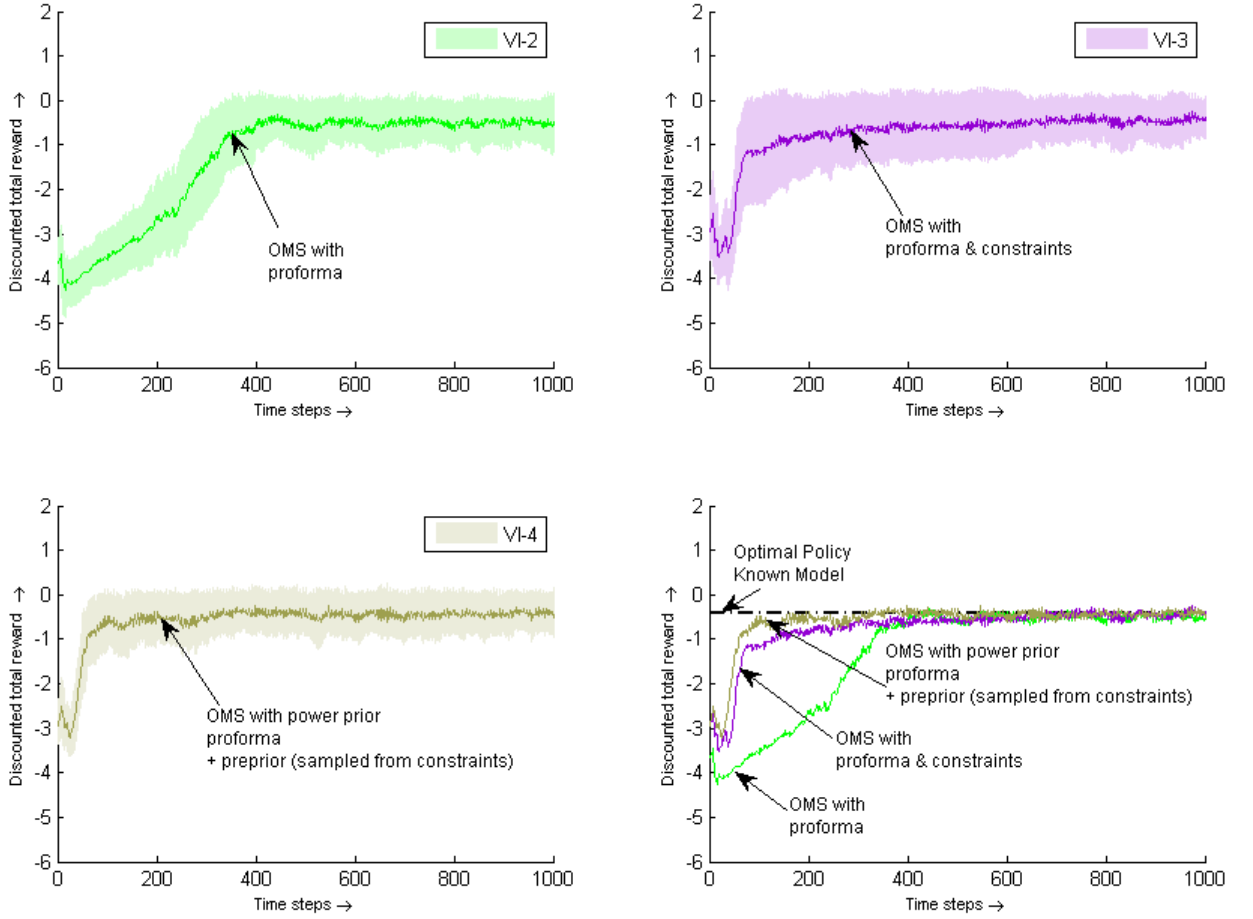 2
1
0
-1
-2
-3
-4
-5
-6
Discounted total reward →
VI-2
OMS with
proforma
0
200
400
600
800
1000
Time steps →
2
1
0
-1
-2
-3
-4
-5
-6
Discounted total reward →
VI-3
OMS with
proforma & constraints
0
200
400
600
800
1000
Time steps →
2
1
0
-1
-2
-3
-4
-5
-6
Discounted total reward →
VI-4
OMS with power prior
proforma
+ preprior (sampled from constraints)
0
200
400
600
800
1000
Time steps →
2
1
0
-1
-2
-3
-4
-5
-6
Discounted total reward →
Optimal Policy
Known Model
OMS with power prior
proforma
+ preprior (sampled from constraints)
OMS with
proforma & constraints
OMS with
proforma
0
200
400
600
800
1000
Time steps →